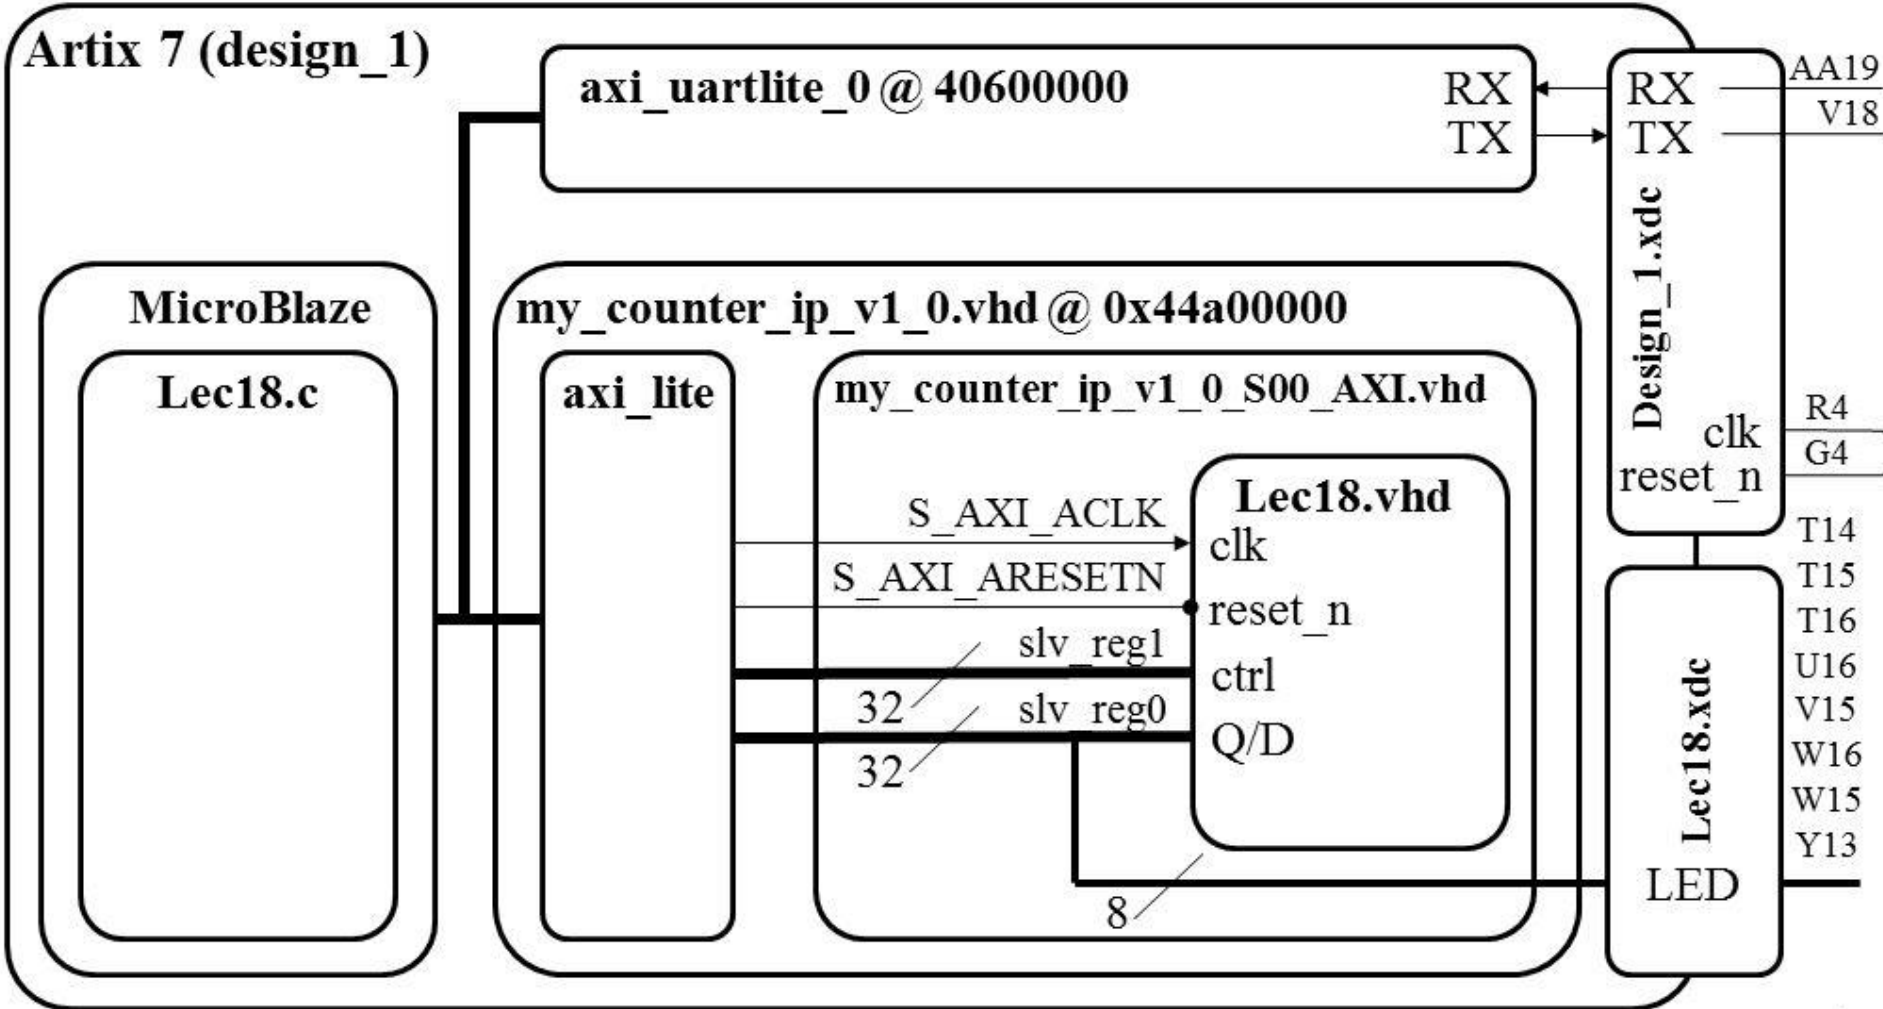 Artix 7 (design_1)
axi_uartlite_0 @ 40600000
RX
TX
RX
TX
AA19
V18
Design_1.xdc
clk
reset_n
R4
G4
MicroBlaze
Lec18.c
my_counter_ip_v1_0.vhd @ 0x44a00000
axi_lite
my_counter_ip_v1_0_S00_AXI.vhd
Lec18.vhd
S_AXI_ACLK
clk
S_AXI_ARESETN
reset_n
slv_reg1
ctrl
32
slv_reg0
Q/D
32
8
Lec18.xdc
LED
T14
T15
T16
U16
V15
W16
W15
Y13